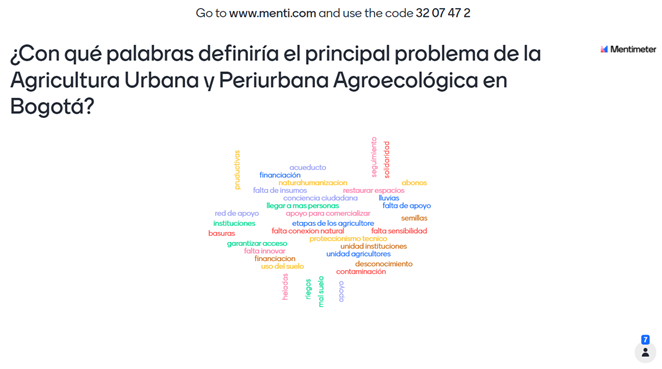 Go to www.menti.com and use the code 32 07 47 2
¿Con qué palabras definiría el principal problema de la
Agricultura Urbana y Periurbana Agroecológica en
Bogotá?
Mentimeter
productivas
seguimiento
solidaridad
acueducto
financiación
naturahumanizacion
abonos
falta de insumos
restaurar espacios
conciencia ciudadana
lluvias
llegar a mas personas
falta de apoyo
red de apoyo
apoyo para comercializar
semillas
instituciones
etapas de los agricultore
basuras
falta conexion natural
falta sensibilidad
proteccionismo tecnico
garantizar acceso
unidad instituciones
falta innovar
unidad agricultores
financiacion
desconocimiento
uso del suelo
contaminación
heladas
riegos
mal suelo
apoyo
7